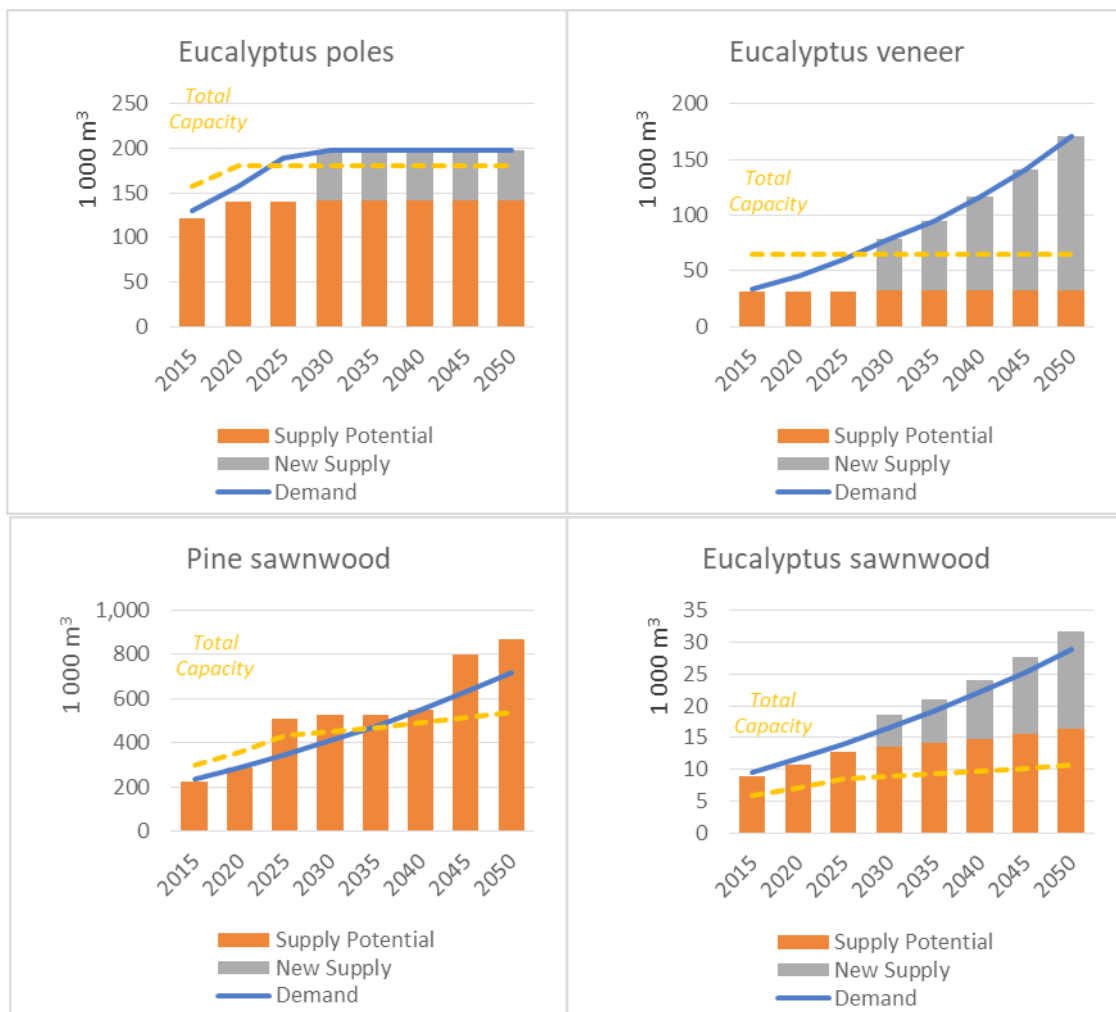 Eucalyptus poles
Total
Capacity
1 000 m³
250
200
150
100
50
0
2015 2020 2025 2030 2035 2040 2045 2050
Supply Potential
New Supply
Demand
Eucalyptus veneer
Total
Capacity
1 000 m³
200
150
100
50
0
2015 2020 2025 2030 2035 2040 2045 2050
Supply Potential
New Supply
Demand
Pine sawnwood
Total
Capacity
1 000 m³
1,000
800
600
400
200
0
2015 2020 2025 2030 2035 2040 2045 2050
Supply Potential
New Supply
Demand
Eucalyptus sawnwood
Total
Capacity
1 000 m³
35
30
25
20
15
10
5
0
2015 2020 2025 2030 2035 2040 2045 2050
Supply Potential
New Supply
Demand